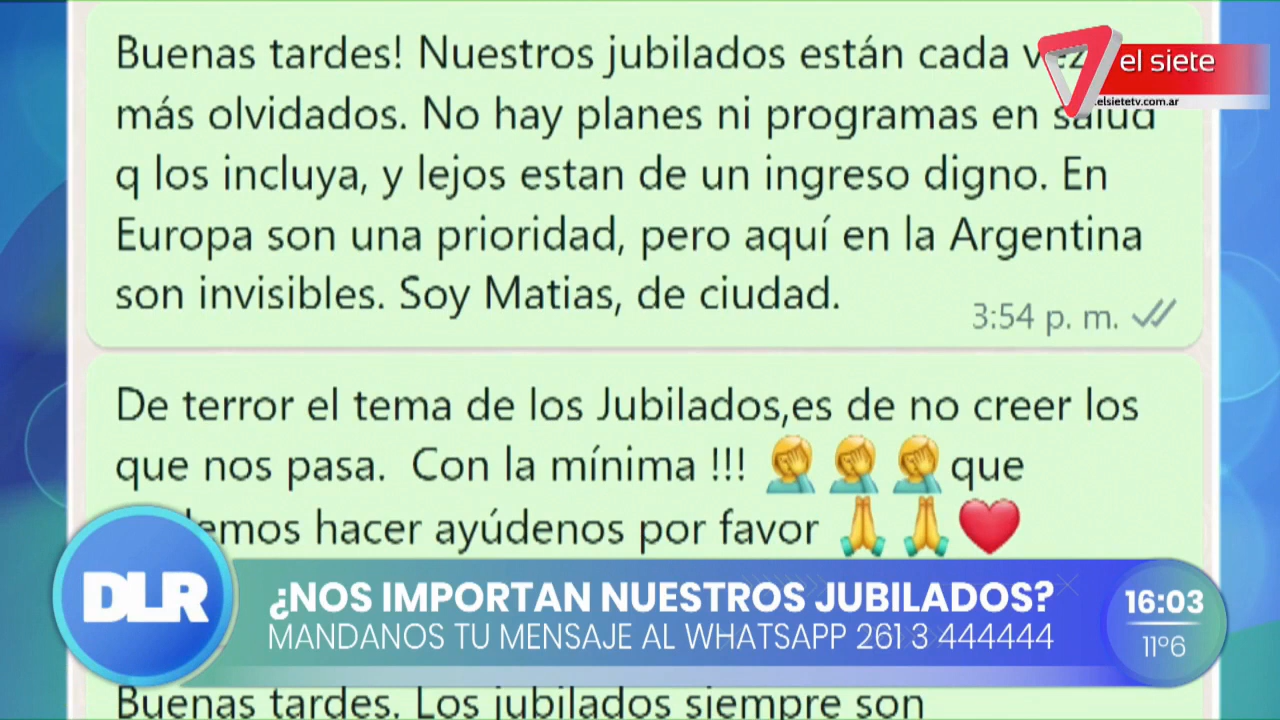 Buenas tardes! Nuestros jubilados están cada
el siete
.elsietetv.com.ar
más olvidados. No hay planes ni programas en salud
q los incluya, y lejos estan de un ingreso digno. En
Europa son una prioridad, pero aquí en la Argentina
son invisibles. Soy Matias, de ciudad.
3:54 p. m.
De terror el tema de los Jubilados,es de no creer los
que nos pasa. Con la mínima !!! 🤦🤦🤦que
hacer ayúdenos por favor 🙏🙏❤️
DLR
¿NOS IMPORTAN NUESTROS JUBILADOS?
MANDANOS TU MENSAJE AL WHATSAPP 261 3 444444
16:03
11º6
Buenas tardes. Los jubilados siempre son